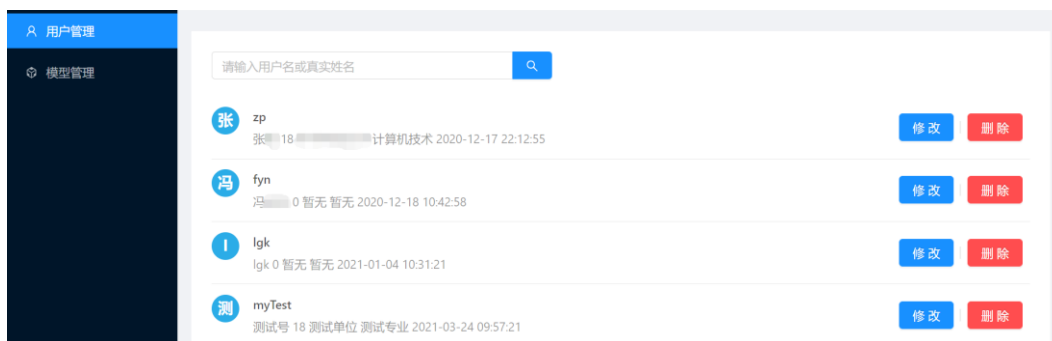 用户管理
模型管理
请输入用户名或真实姓名
张
zp
张 18 计算机技术 2020-12-17 22:12:55
修改
删除
冯
fyn
冯 0 暂无 暂无 2020-12-18 10:42:58
修改
删除
l
lgk
lgk 0 暂无 暂无 2021-01-04 10:31:21
修改
删除
测
myTest
测试号 18 测试单位 测试专业 2021-03-24 09:57:21
修改
删除